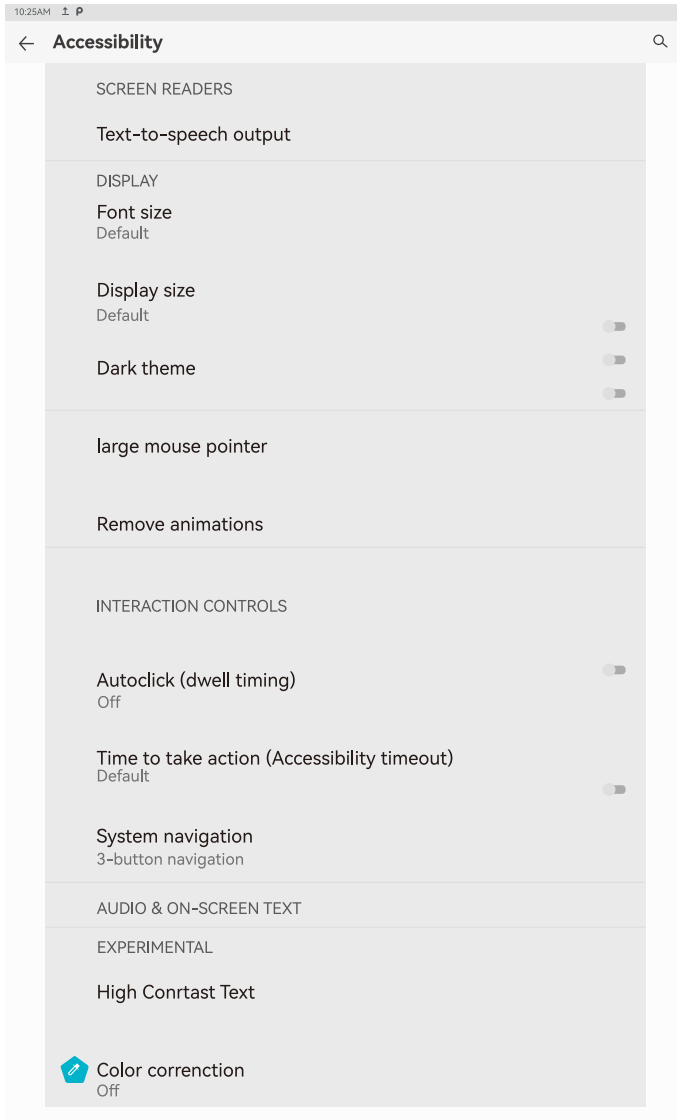 10:25AM
Accessibility
SCREEN READERS
Text-to-speech output
DISPLAY
Font size
Default
Display size
Default
Dark theme
large mouse pointer
Remove animations
INTERACTION CONTROLS
Autoclick (dwell timing)
Off
Time to take action (Accessibility timeout)
Default
System navigation
3-button navigation
AUDIO & ON-SCREEN TEXT
EXPERIMENTAL
High Conrtast Text
Color correnction
Off